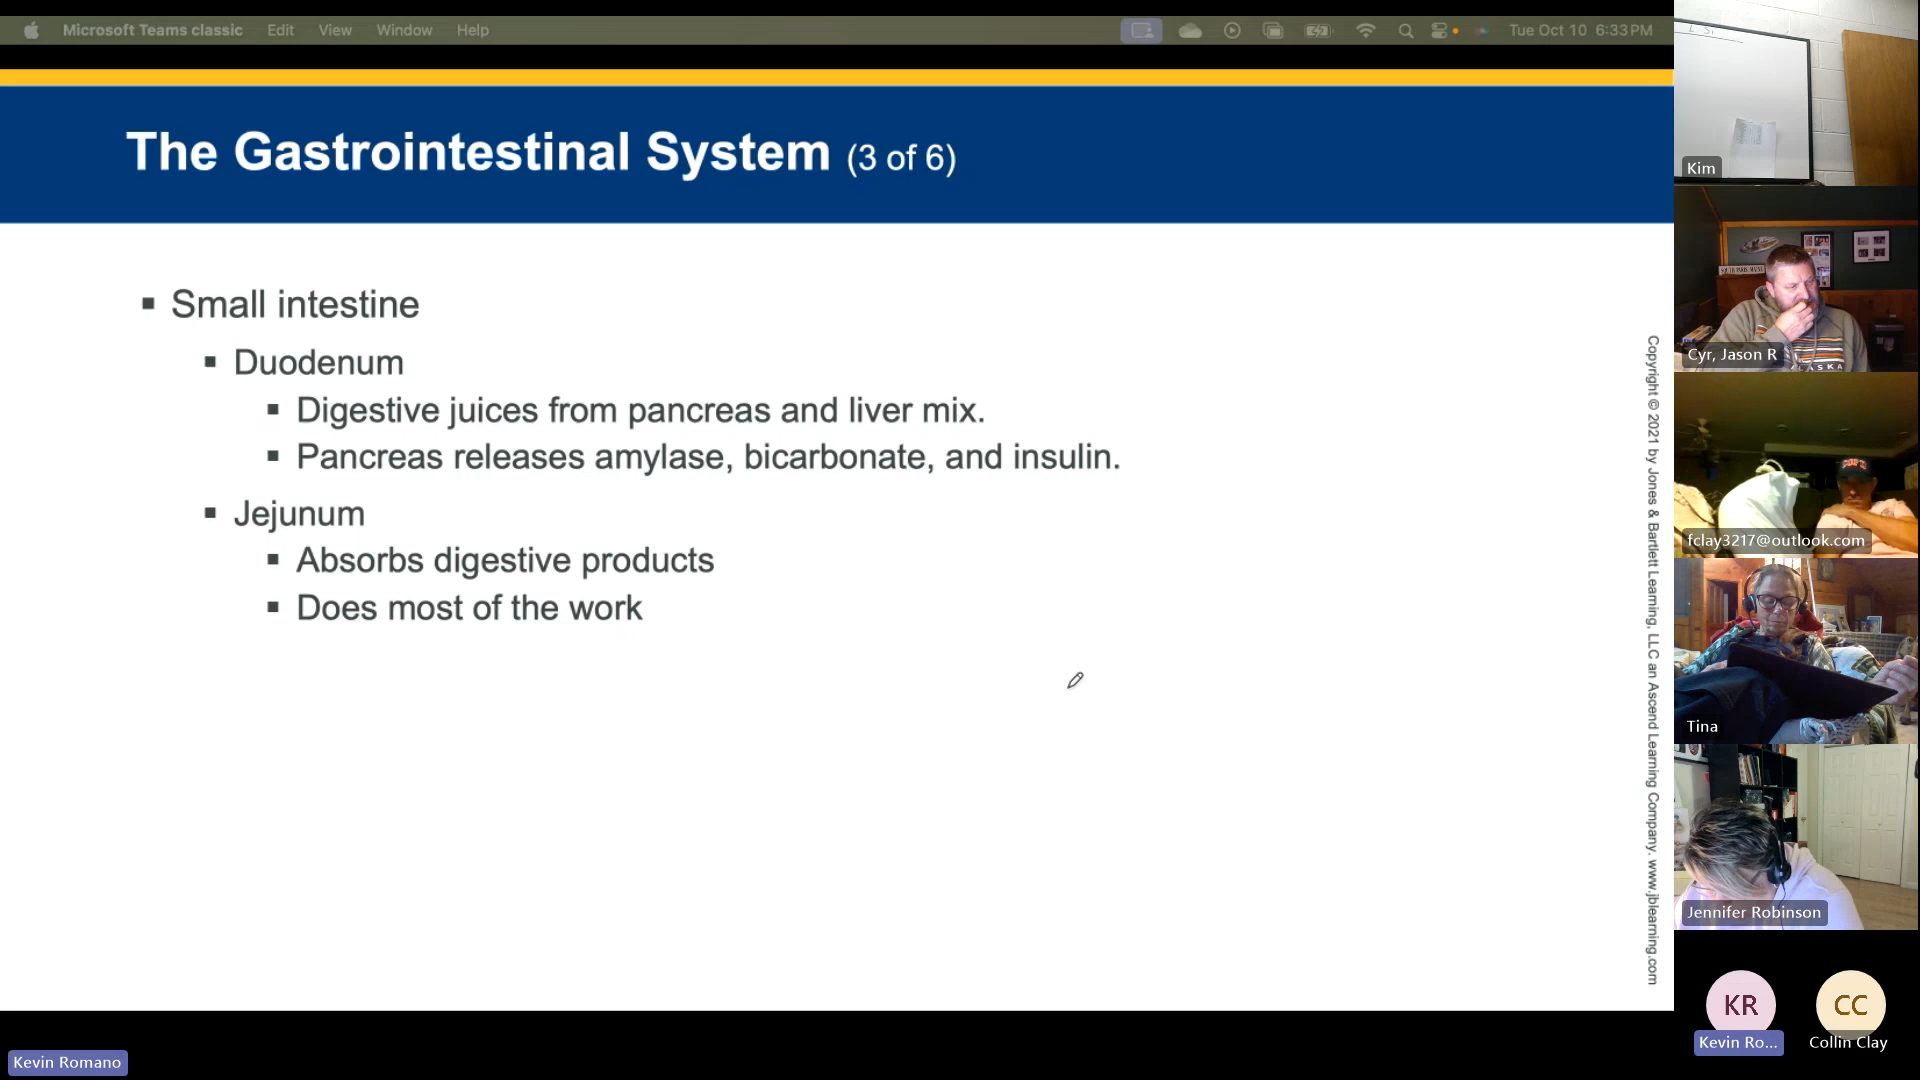 Microsoft Teams classic Edit View Window Help Tue Oct 10 6:33 PM
The Gastrointestinal System (3 of 6)
▪ Small intestine
▪ Duodenum
▪ Digestive juices from pancreas and liver mix.
▪ Pancreas releases amylase, bicarbonate, and insulin.
▪ Jejunum
▪ Absorbs digestive products
▪ Does most of the work
Copyright © 2021 by Jones & Bartlett Learning, LLC an Ascend Learning Company. www.jblearning.com
Kevin Romano
Kim
Cyr, Jason R
fclay3217@outlook.com
Tina
Jennifer Robinson
KR
Kevin Ro...
CC
Collin Clay